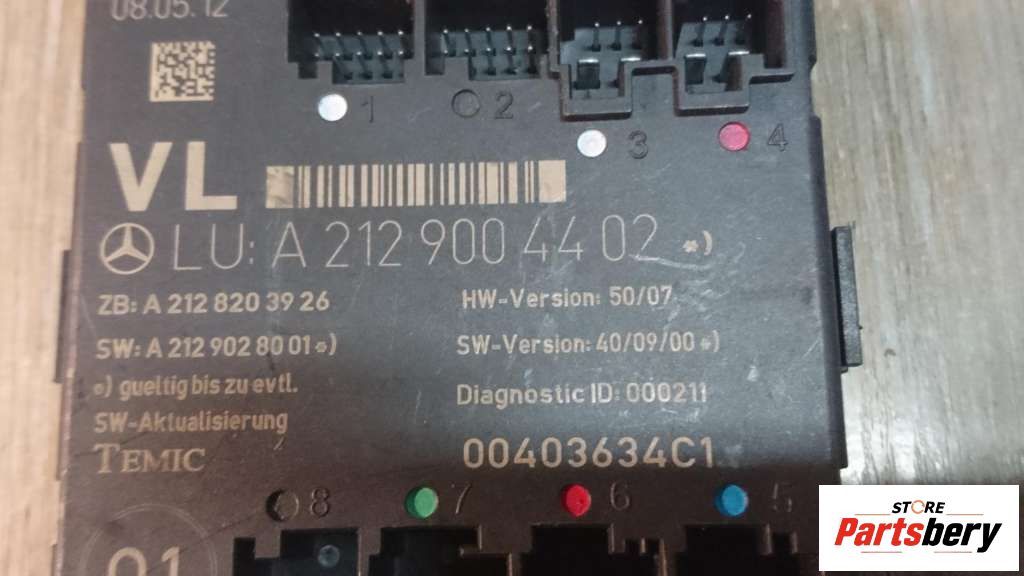 08.05.12
1
2
3
4
VL
LU: A 212 900 44 02 *)
ZB: A 212 820 39 26
HW-Version: 50/07
SW: A 212 902 80 01 *)
SW-Version: 40/09/00 *)
*) gueltig bis zu evtl.
SW-Aktualisierung
Diagnostic ID: 000211
TEMIC
00403634C1
8
7
6
5
01
STORE
Partsbery